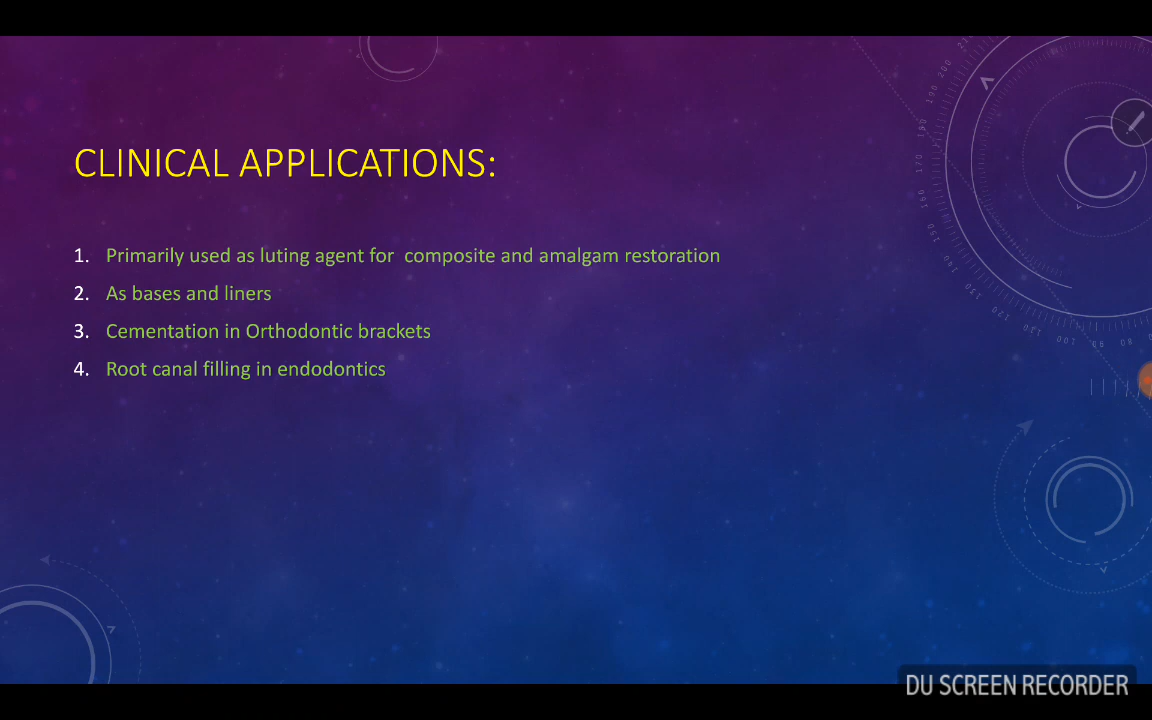 CLINICAL APPLICATIONS:
1. Primarily used as luting agent for composite and amalgam restoration
2. As bases and liners
3. Cementation in Orthodontic brackets
4. Root canal filling in endodontics
DU SCREEN RECORDER